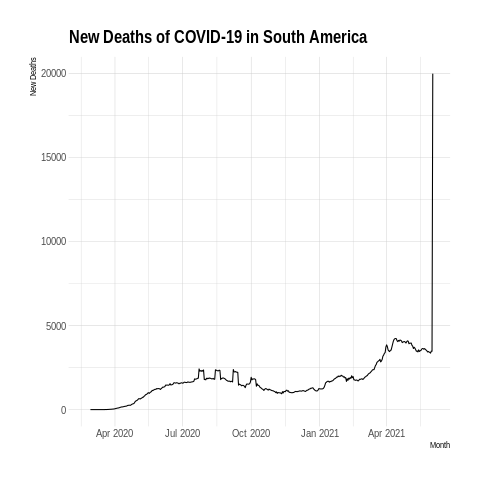 New Deaths of COVID-19 in South America
New Deaths
20000
15000
10000
5000
0
Apr 2020 Jul 2020 Oct 2020 Jan 2021 Apr 2021
Month